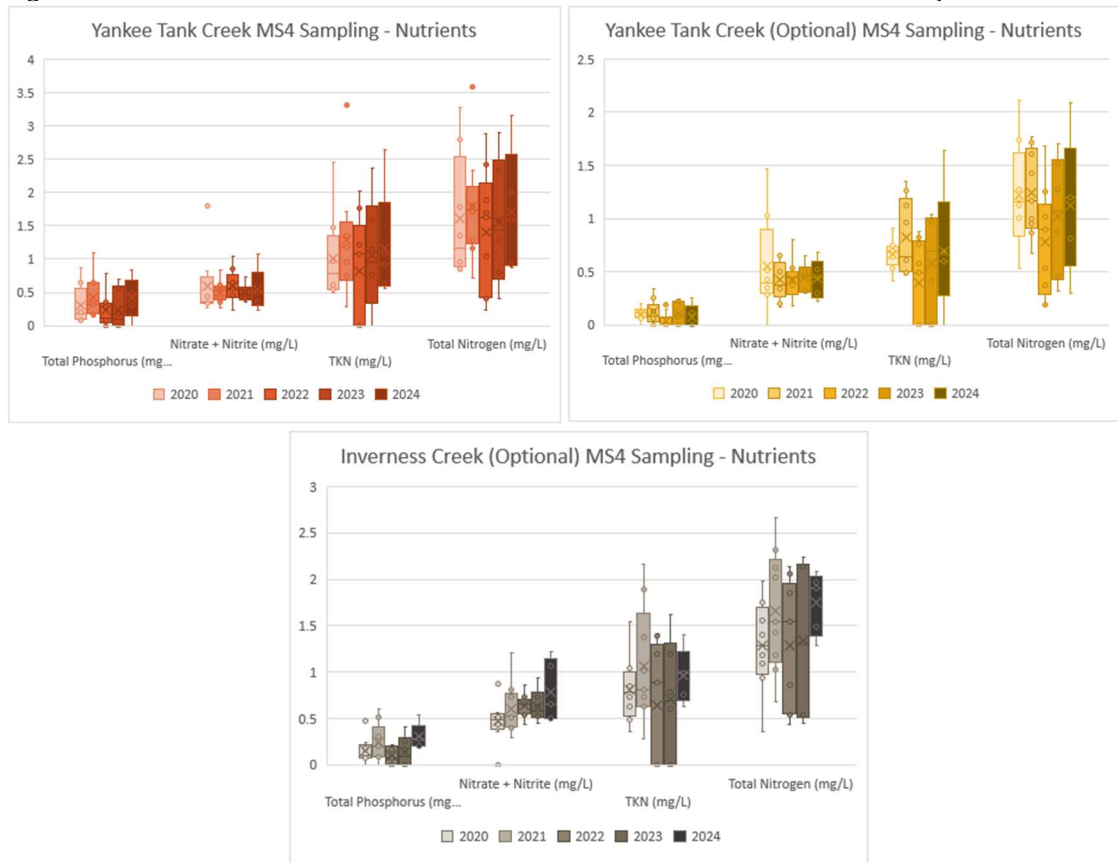 Yankee Tank Creek MS4 Sampling - Nutrients
4
3.5
3
2.5
2
1.5
1
0.5
0
Total Phosphorus (mg...
Nitrate + Nitrite (mg/L)
TKN (mg/L)
Total Nitrogen (mg/L)
2020 2021 2022 2023 2024
Yankee Tank Creek (Optional) MS4 Sampling - Nutrients
2.5
2
1.5
1
0.5
0
Total Phosphorus (mg...
Nitrate + Nitrite (mg/L)
TKN (mg/L)
Total Nitrogen (mg/L)
2020 2021 2022 2023 2024
Inverness Creek (Optional) MS4 Sampling - Nutrients
3
2.5
2
1.5
1
0.5
0
Total Phosphorus (mg...
Nitrate + Nitrite (mg/L)
TKN (mg/L)
Total Nitrogen (mg/L)
2020 2021 2022 2023 2024